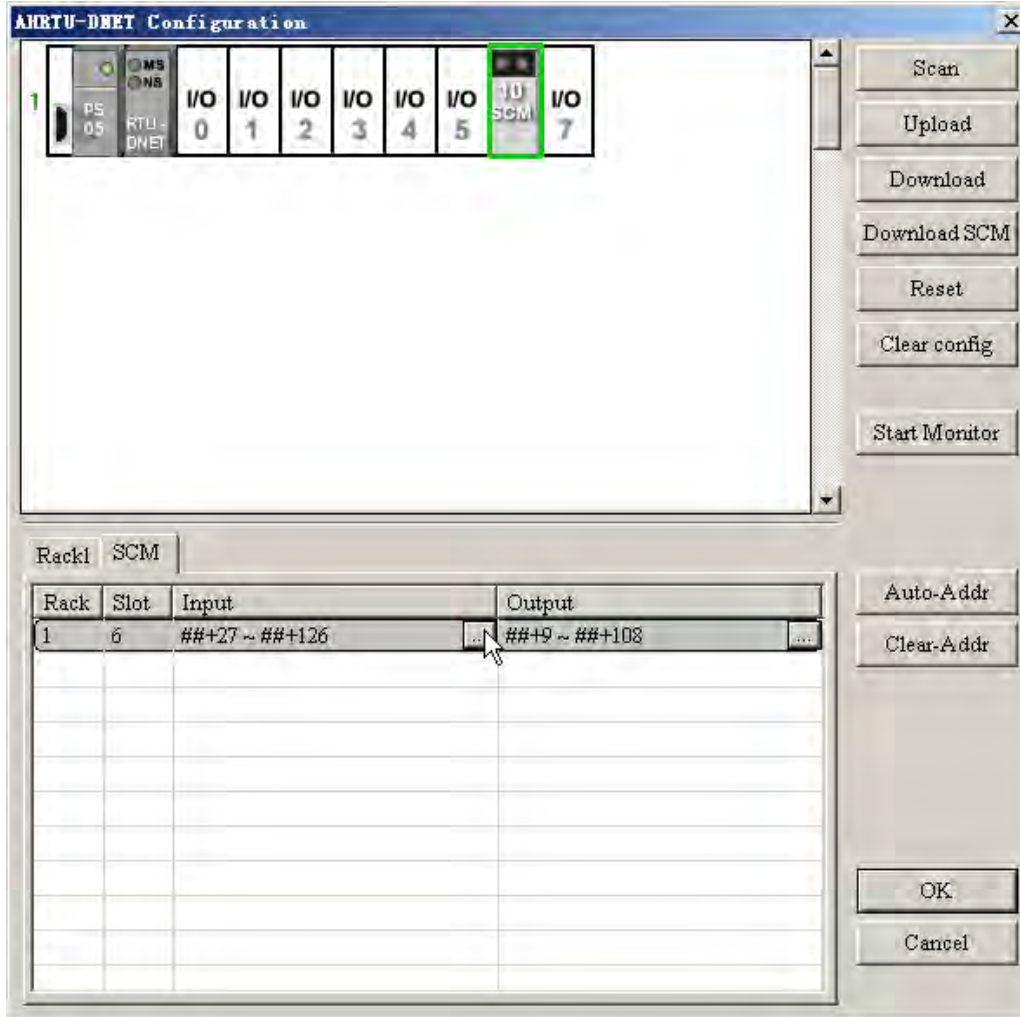 AHRTU-DNET Configuration
1
PS 05
MS
NS
RTU-DNET
I/O 0
I/O 1
I/O 2
I/O 3
I/O 4
I/O 5
10 SCM
I/O 7
Scan
Upload
Download
Download SCM
Reset
Clear config
Start Monitor
Rack1 SCM
Rack Slot Input Output
1 6 ##+27 ~ ##+126 ... ##+9 ~ ##+108 ...
Auto-Addr
Clear-Addr
OK
Cancel